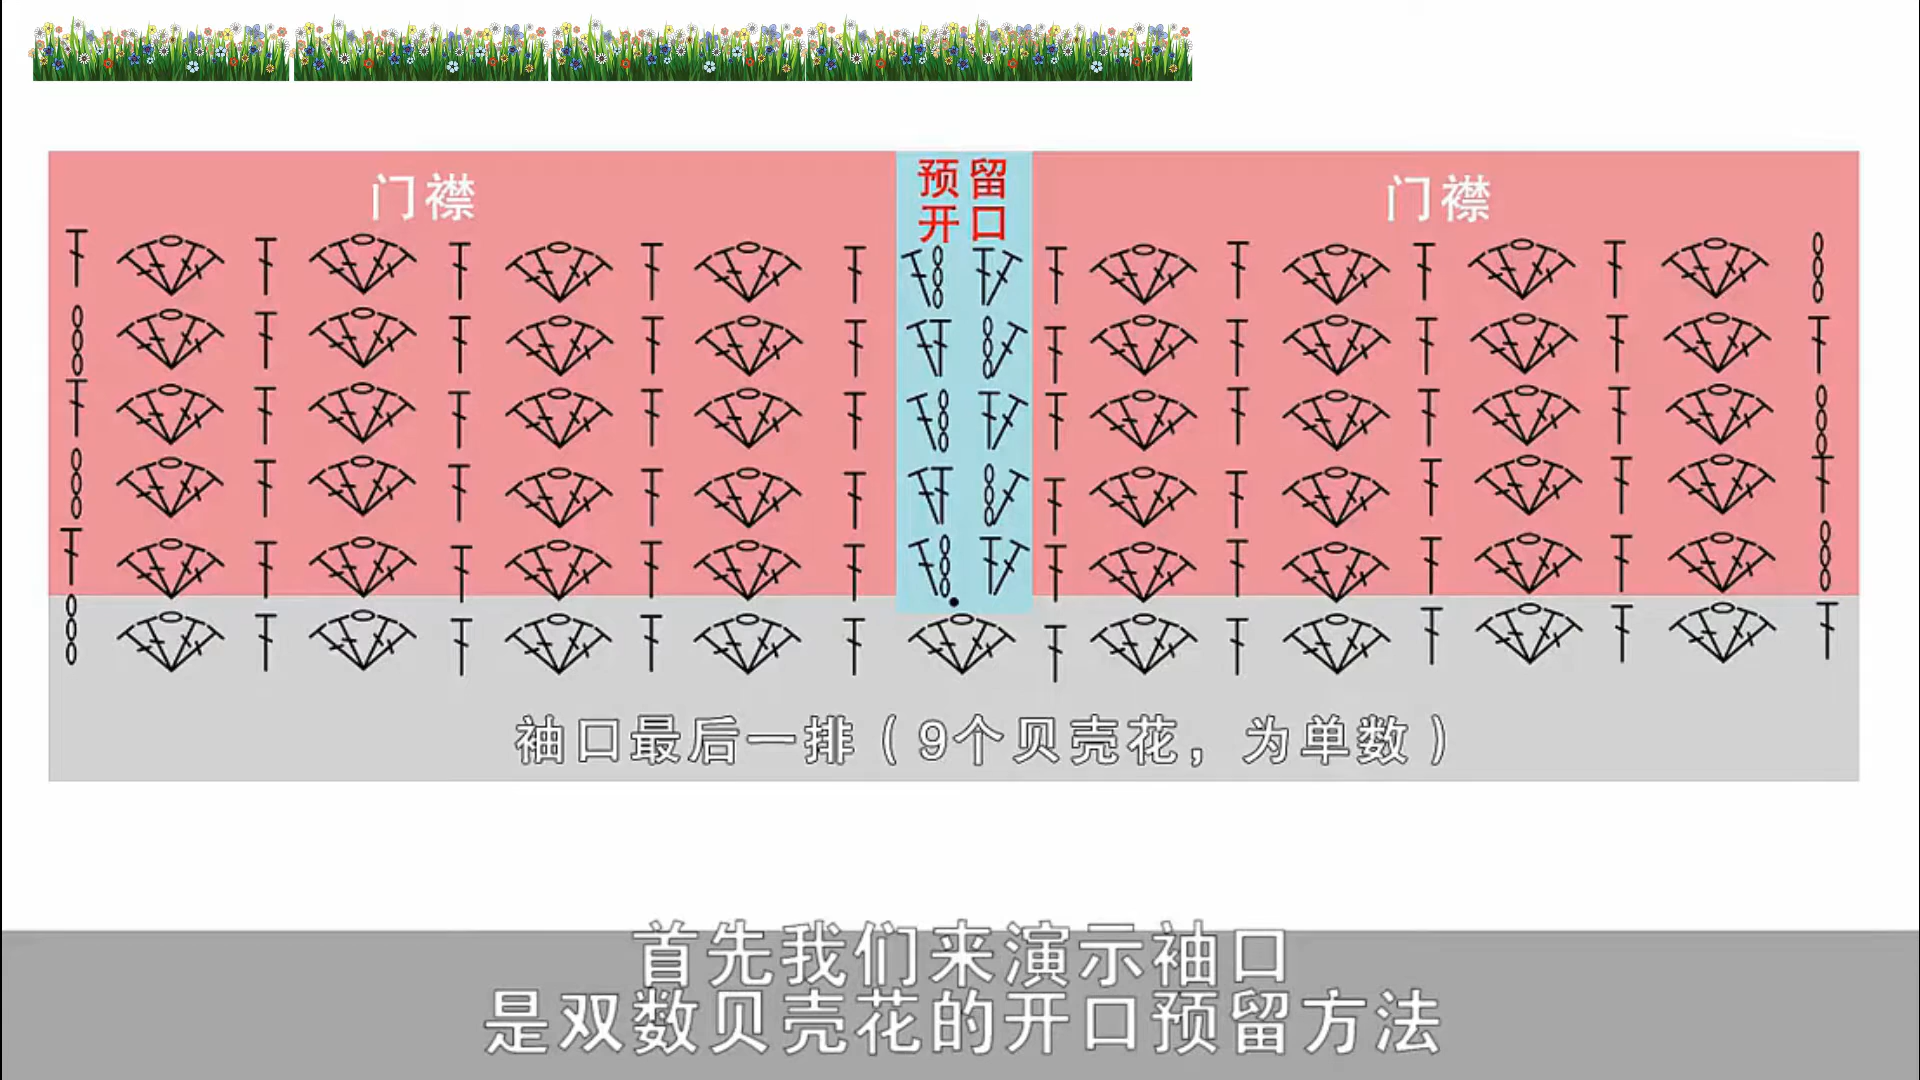 门襟
预留
开口
门襟
袖口最后一排（9个贝壳花，为单数）
首先我们来演示袖口
是双数贝壳花的开口预留方法